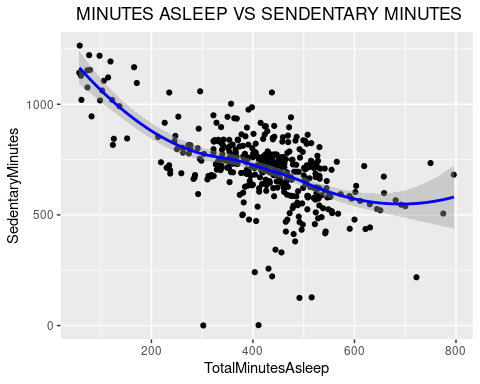 MINUTES ASLEEP VS SENDENTARY MINUTES
1000
500
0
SedentaryMinutes
200 400 600 800
TotalMinutesAsleep